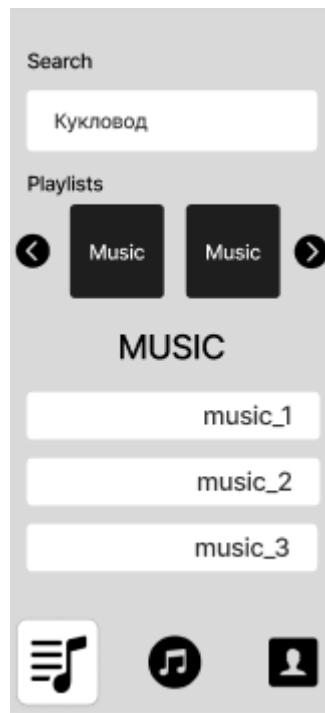 Search
Кукловод
Playlists
Music Music
MUSIC
music_1
music_2
music_3